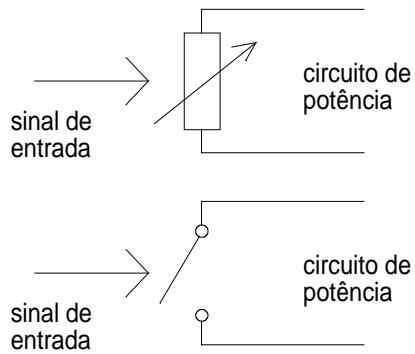 circuito de
potência
sinal de
entrada
circuito de
potência
sinal de
entrada